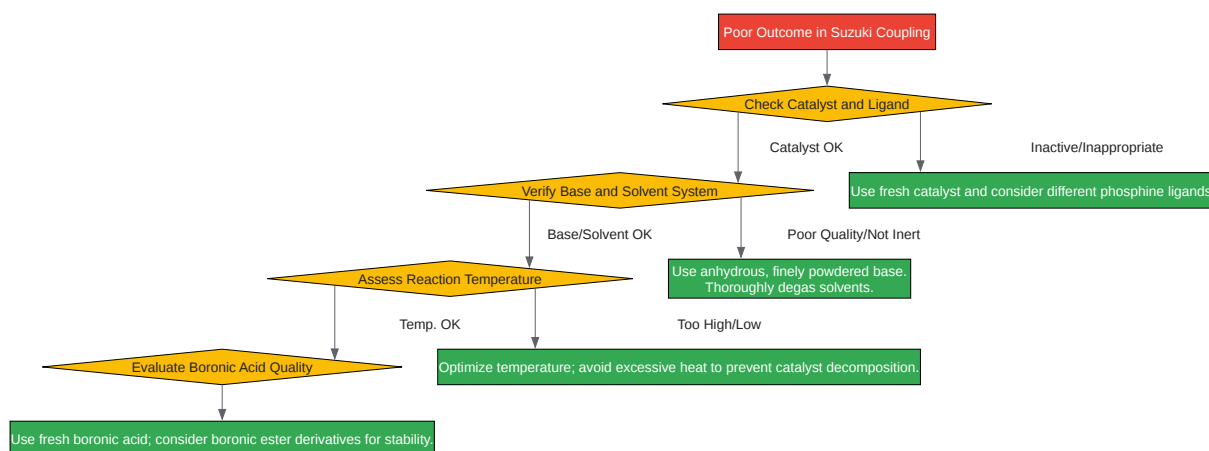 Poor Outcome in Suzuki Coupling
Check Catalyst and Ligand
Catalyst OK
Inactive/Inappropriate
Verify Base and Solvent System
Use fresh catalyst and consider different phosphine ligands
Base/Solvent OK
Poor Quality/Not Inert
Assess Reaction Temperature
Use anhydrous, finely powdered base.
Thoroughly degas solvents.
Temp. OK
Too High/Low
Evaluate Boronic Acid Quality
Optimize temperature; avoid excessive heat to prevent catalyst decomposition.
Use fresh boronic acid; consider boronic ester derivatives for stability.